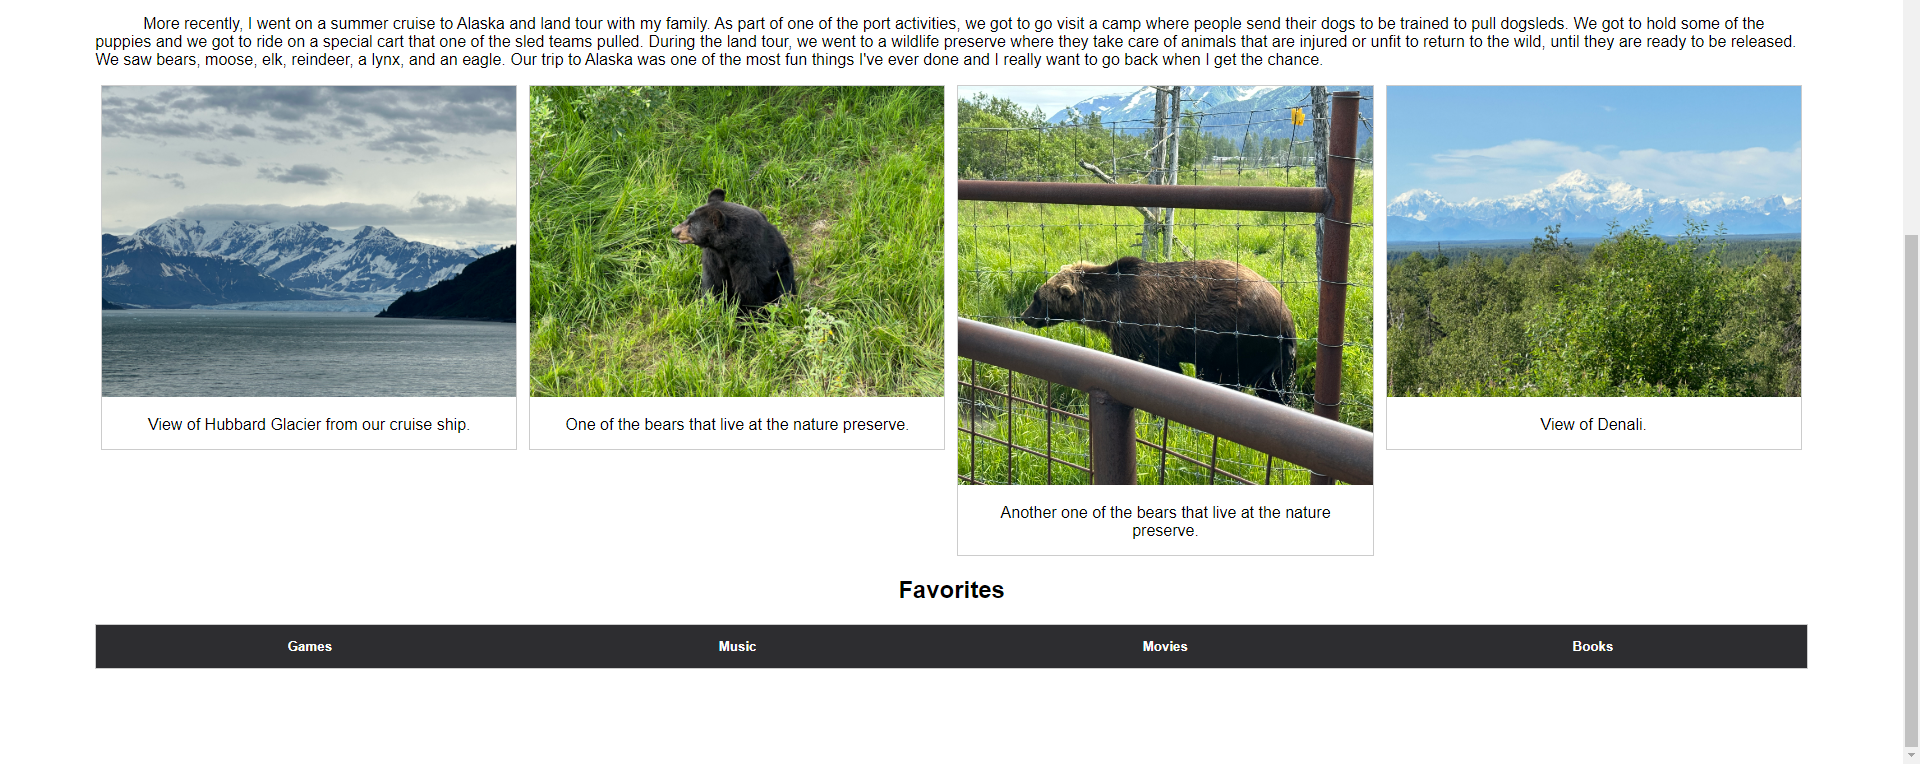 More recently, I went on a summer cruise to Alaska and land tour with my family. As part of one of the port activities, we got to go visit a camp where people send their dogs to be trained to pull dogsleds. We got to hold some of the
puppies and we got to ride on a special cart that one of the sled teams pulled. During the land tour, we went to a wildlife preserve where they take care of animals that are injured or unfit to return to the wild, until they are ready to be released.
We saw bears, moose, elk, reindeer, a lynx, and an eagle. Our trip to Alaska was one of the most fun things I've ever done and I really want to go back when I get the chance.
View of Hubbard Glacier from our cruise ship.
One of the bears that live at the nature preserve.
Another one of the bears that live at the nature
preserve.
View of Denali.
Favorites
Games
Music
Movies
Books